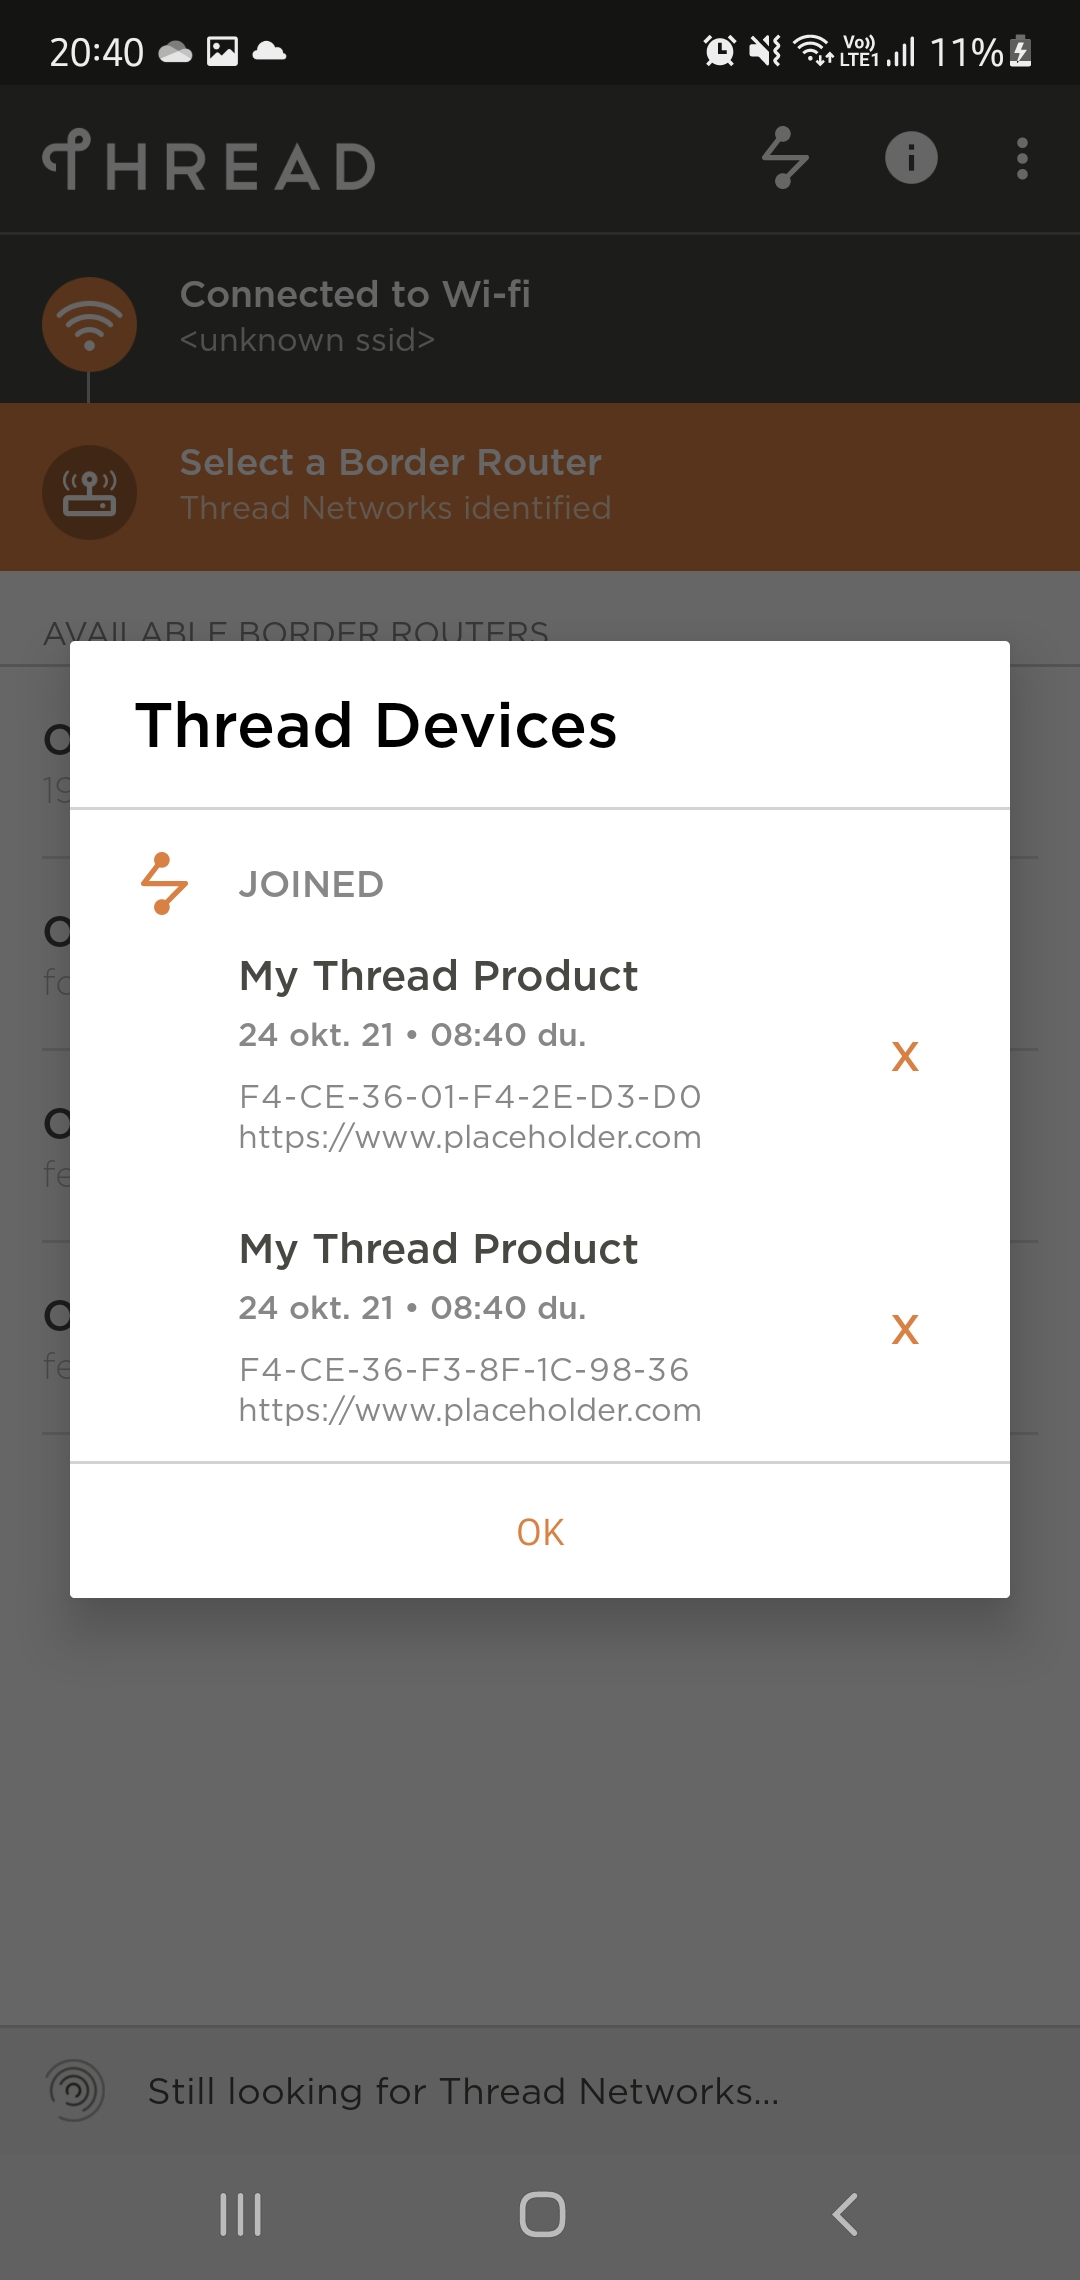 20:40 Vo)) LTE1 11%
THREAD
Connected to Wi-fi
<unknown ssid>
Select a Border Router
Thread Networks identified
AVAILABLE BORDER ROUTERS
Thread Devices
JOINED
My Thread Product
24 okt. 21 • 08:40 du.
X
F4-CE-36-01-F4-2E-D3-D0
https://www.placeholder.com
My Thread Product
24 okt. 21 • 08:40 du.
X
F4-CE-36-F3-8F-1C-98-36
https://www.placeholder.com
OK
Still looking for Thread Networks...